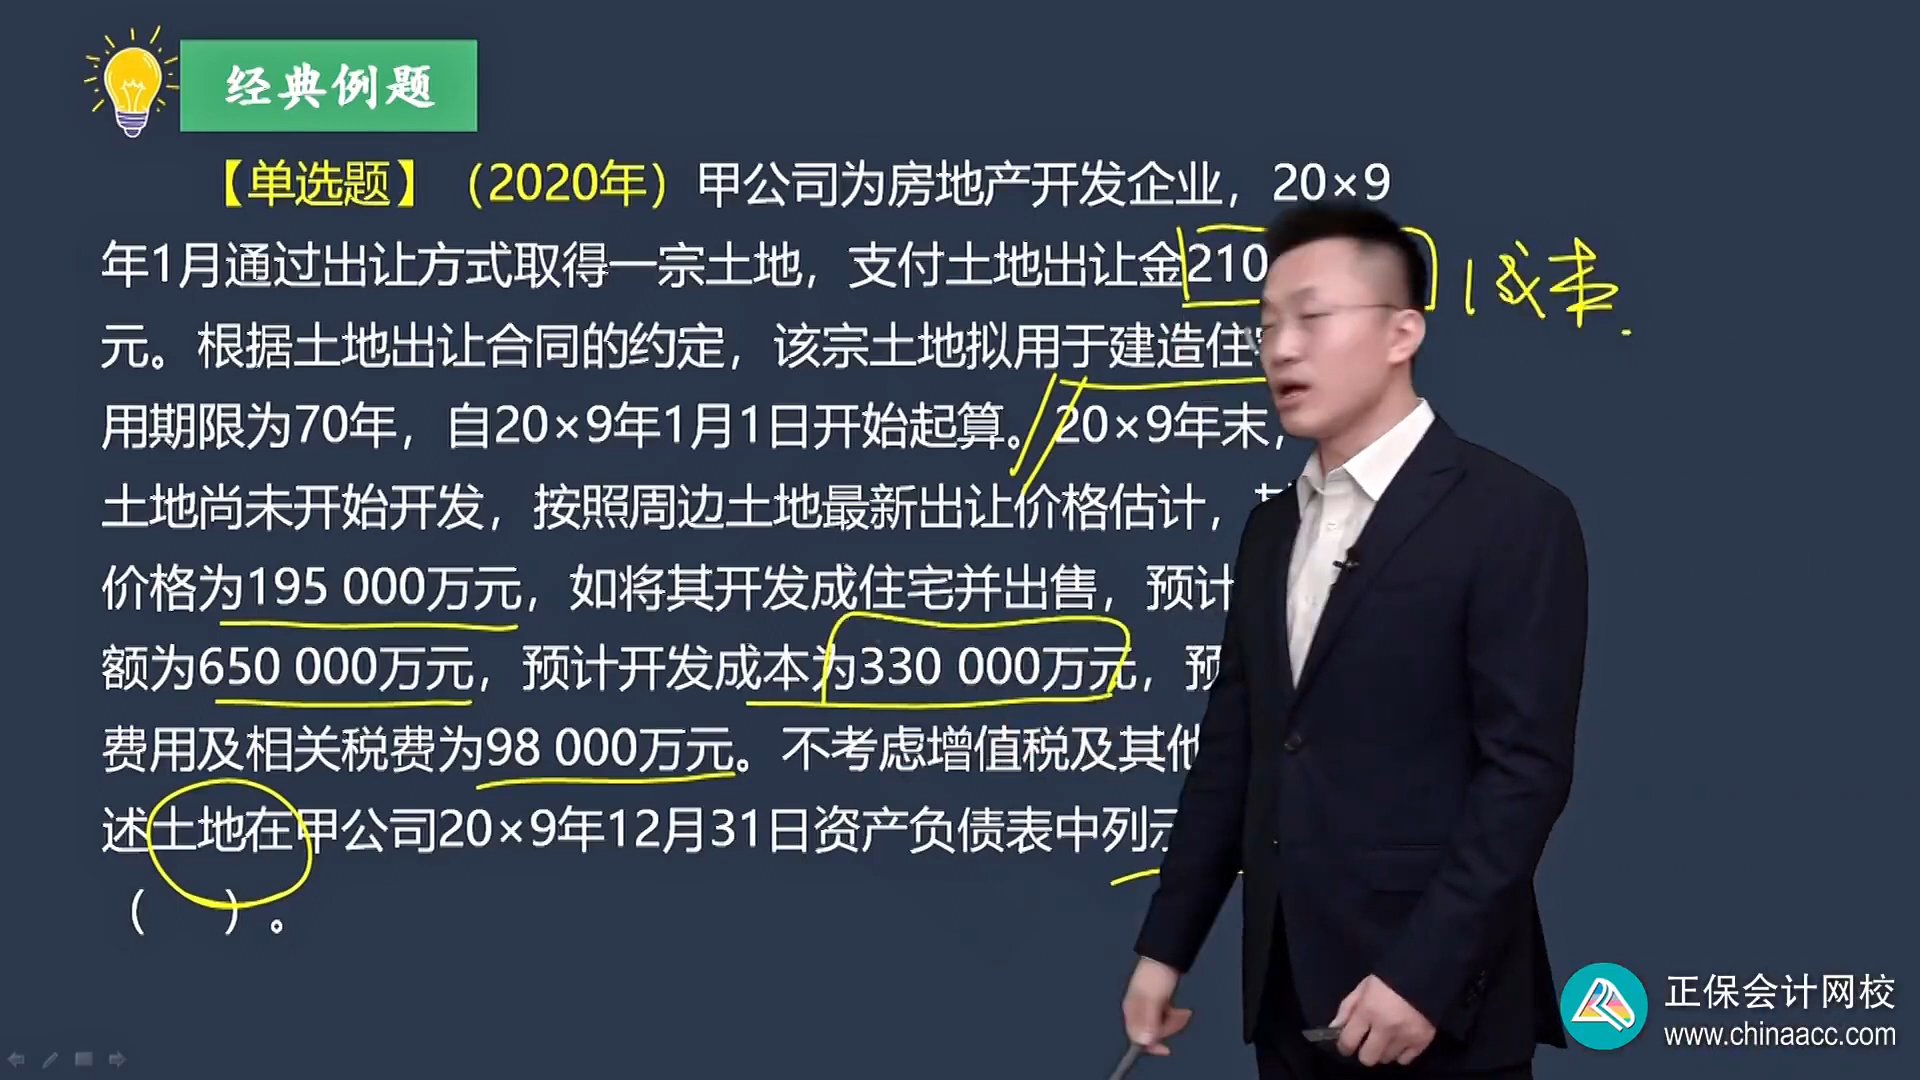 经典例题
【单选题】（2020年）甲公司为房地产开发企业，20×9
年1月通过出让方式取得一宗土地，支付土地出让金210
成本
元。根据土地出让合同的约定，该宗土地拟用于建造住
用期限为70年，自20×9年1月1日开始起算。20×9年末，
土地尚未开始开发，按照周边土地最新出让价格估计，
价格为195 000万元，如将其开发成住宅并出售，预计
额为650 000万元，预计开发成本为330 000万元，预
费用及相关税费为98 000万元。不考虑增值税及其他
述土地在甲公司20×9年12月31日资产负债表中列示
（ ）。
正保会计网校
www.chinaacc.com